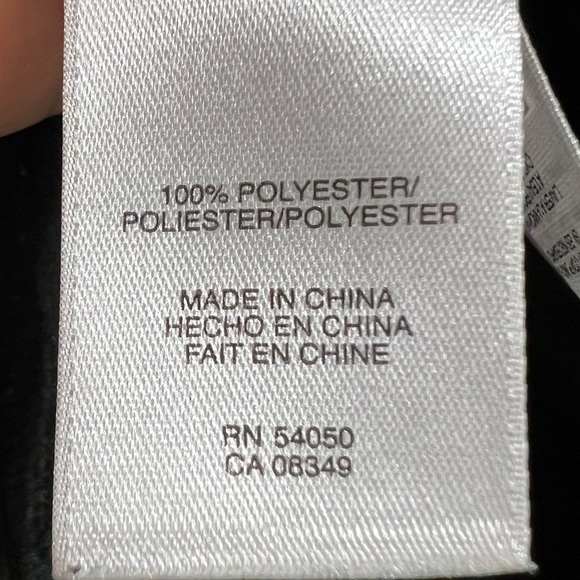 100% POLYESTER/
POLIESTER/POLYESTER
MADE IN CHINA
HECHO EN CHINA
FAIT EN CHINE
RN 54050
CA 08349